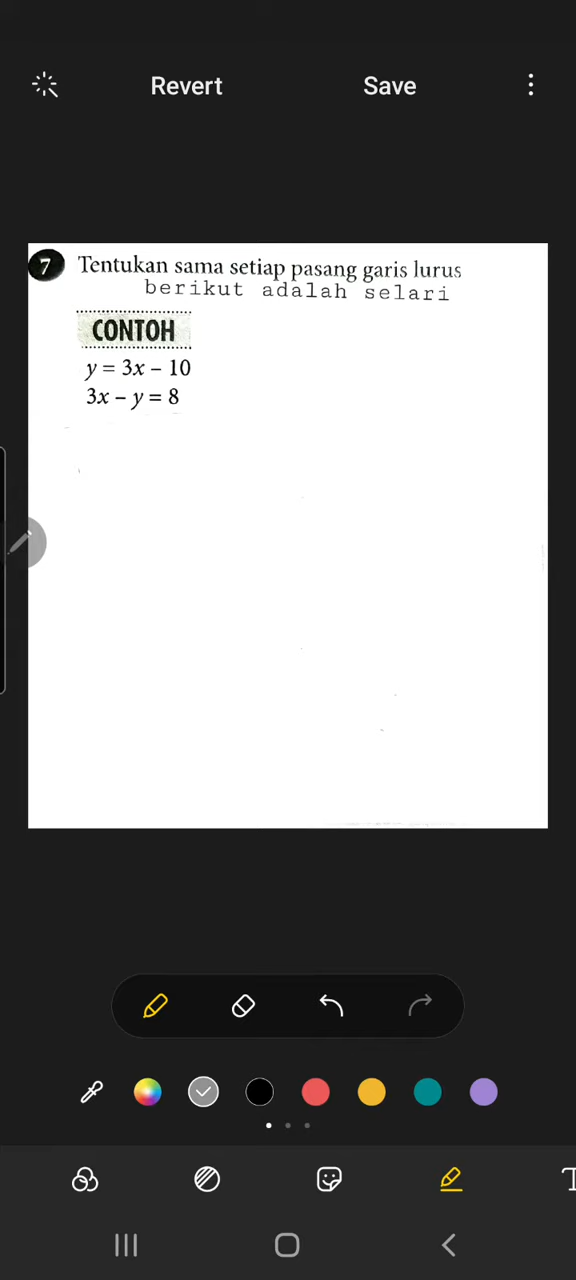 Revert Save
7 Tentukan sama setiap pasang garis lurus
berikut adalah selari
CONTOH
y = 3x – 10
3x – y = 8
T